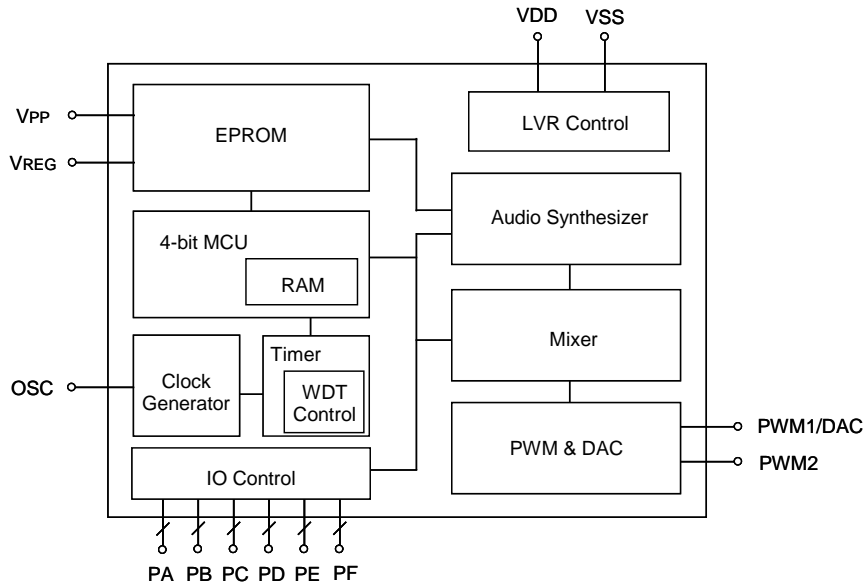 VDD VSS
VPP
VREG
EPROM
LVR Control
4-bit MCU
RAM
Audio Synthesizer
Mixer
OSC
Clock
Generator
Timer
WDT
Control
PWM & DAC
PWM1/DAC
PWM2
IO Control
PA PB PC PD PE PF